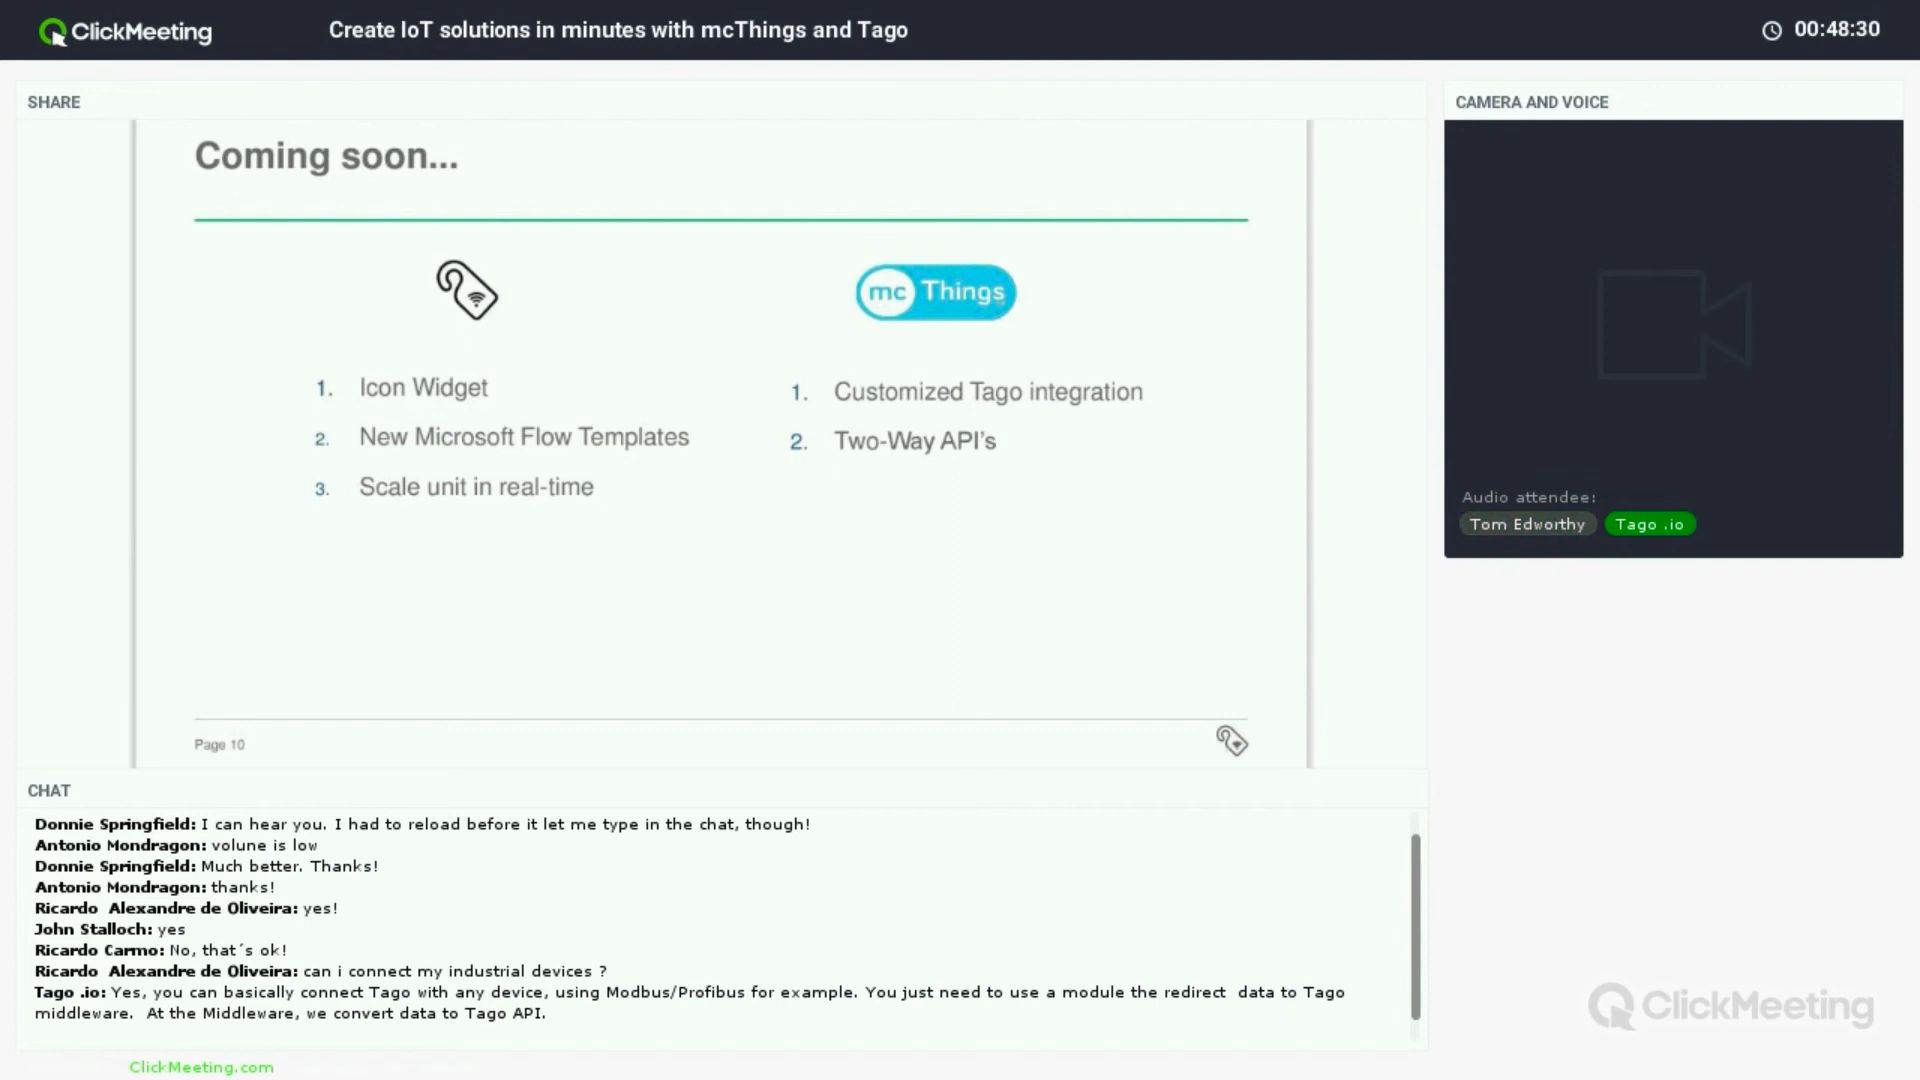 ClickMeeting
Create IoT solutions in minutes with mcThings and Tago
00:48:30
SHARE
CAMERA AND VOICE
Coming soon...
mc Things
1. Icon Widget
2. New Microsoft Flow Templates
3. Scale unit in real-time
1. Customized Tago integration
2. Two-Way API's
Page 10
Audio attendee:
Tom Edworthy Tago .io
CHAT
Donnie Springfield: I can hear you. I had to reload before it let me type in the chat, though!
Antonio Mondragon: volune is low
Donnie Springfield: Much better. Thanks!
Antonio Mondragon: thanks!
Ricardo Alexandre de Oliveira: yes!
John Stalloch: yes
Ricardo Carmo: No, that´s ok!
Ricardo Alexandre de Oliveira: can i connect my industrial devices ?
Tago .io: Yes, you can basically connect Tago with any device, using Modbus/Profibus for example. You just need to use a module the redirect data to Tago
middleware. At the Middleware, we convert data to Tago API.
ClickMeeting
ClickMeeting.com